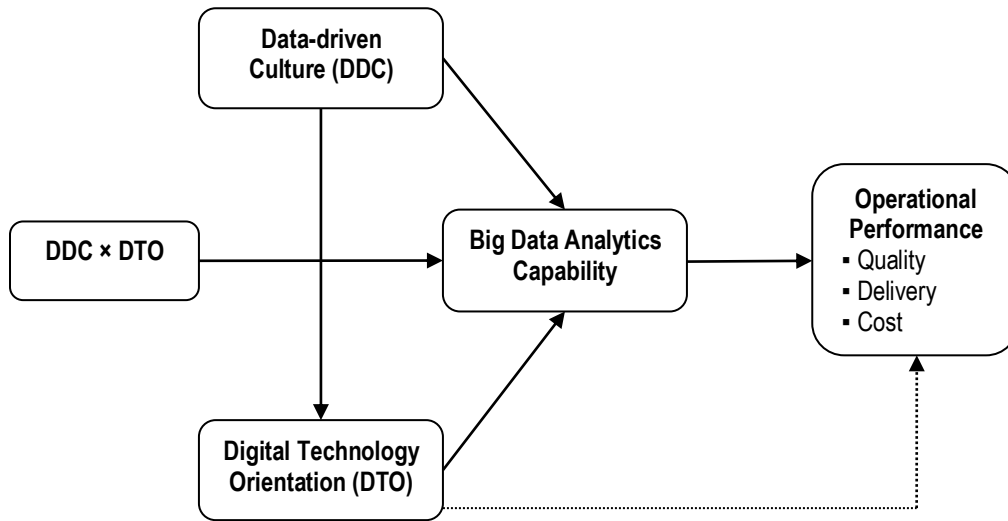 Data-driven
Culture (DDC)
DDC × DTO
Big Data Analytics
Capability
Operational
Performance
▪ Quality
▪ Delivery
▪ Cost
Digital Technology
Orientation (DTO)